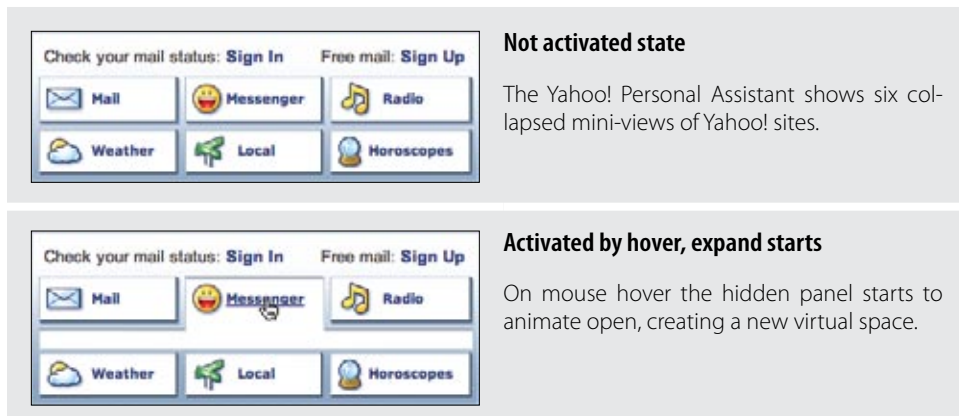 Check your mail status: Sign In Free mail: Sign Up
Mail Messenger Radio
Weather Local Horoscopes
Not activated state
The Yahoo! Personal Assistant shows six col-
lapsed mini-views of Yahoo! sites.
Check your mail status: Sign In Free mail: Sign Up
Mail Messenger Radio
Weather Local Horoscopes
Activated by hover, expand starts
On mouse hover the hidden panel starts to
animate open, creating a new virtual space.